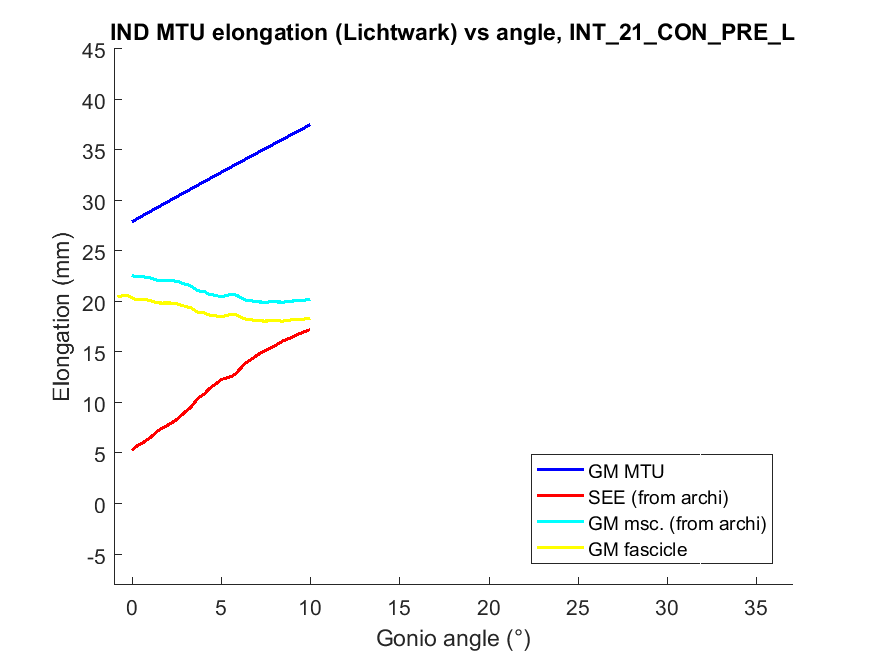 IND MTU elongation (Lichtwark) vs angle, INT_21_CON_PRE_L
45
40
35
30
25
20
15
10
5
0
-5
Elongation (mm)
0 5 10 15 20 25 30 35
Gonio angle (°)
GM MTU
SEE (from archi)
GM msc. (from archi)
GM fascicle